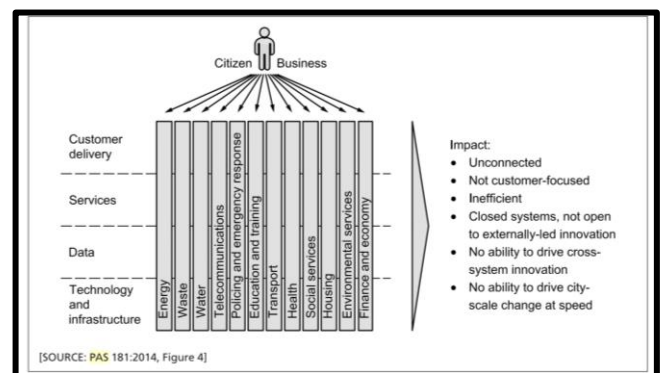 Citizen Business
Customer
delivery
Services
Data
Technology
and
infrastructure
Energy
Waste
Water
Telecommunications
Policing and emergency response
Education and training
Transport
Health
Social services
Housing
Environmental services
Finance and economy
Impact:
• Unconnected
• Not customer-focused
• Inefficient
• Closed systems, not open
to externally-led innovation
• No ability to drive cross-
system innovation
• No ability to drive city-
scale change at speed
[SOURCE: PAS 181:2014, Figure 4]